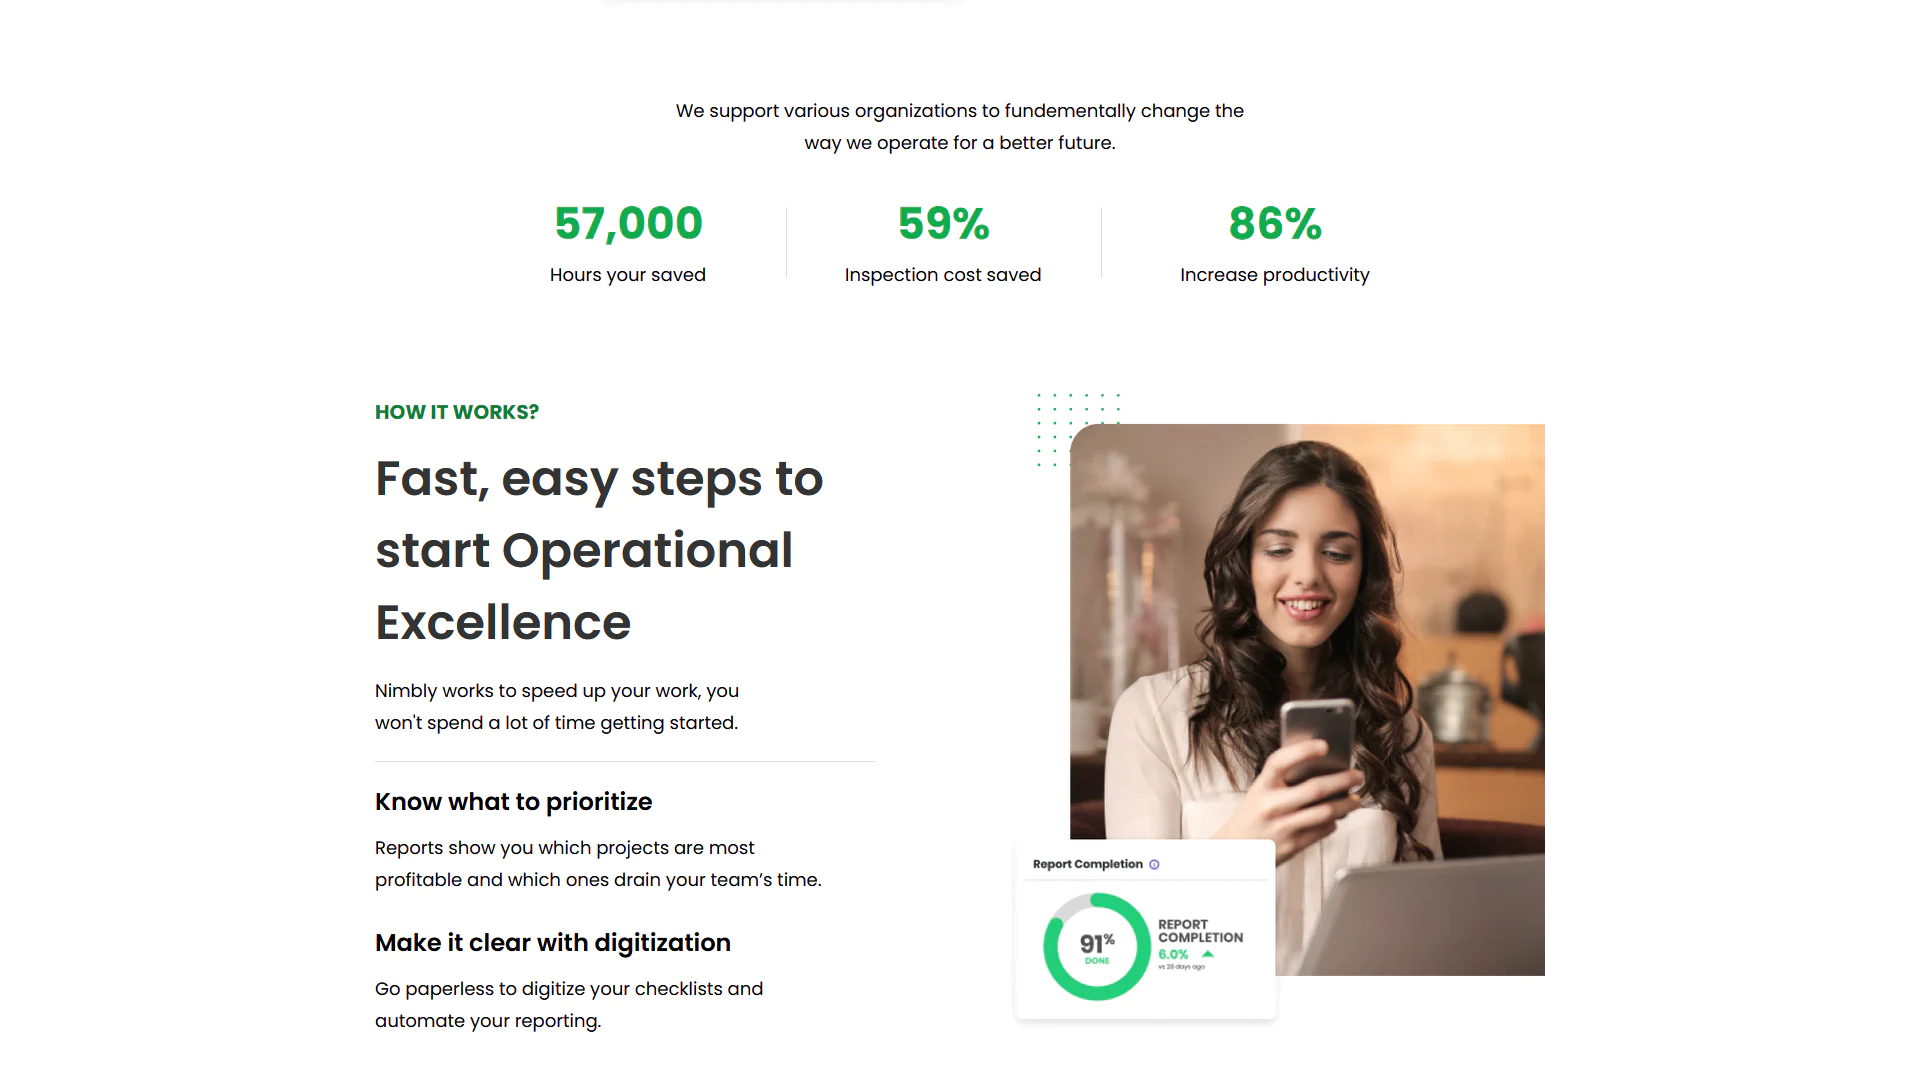 We support various organizations to fundementally change the
way we operate for a better future.
57,000
59%
86%
Hours your saved
Inspection cost saved
Increase productivity
HOW IT WORKS?
Fast, easy steps to
start Operational
Excellence
Nimbly works to speed up your work, you
won't spend a lot of time getting started.
Know what to prioritize
Reports show you which projects are most
profitable and which ones drain your team’s time.
Make it clear with digitization
Go paperless to digitize your checklists and
automate your reporting.
Report Completion
91%
DONE
REPORT
COMPLETION
6.0%
vs 28 days ago